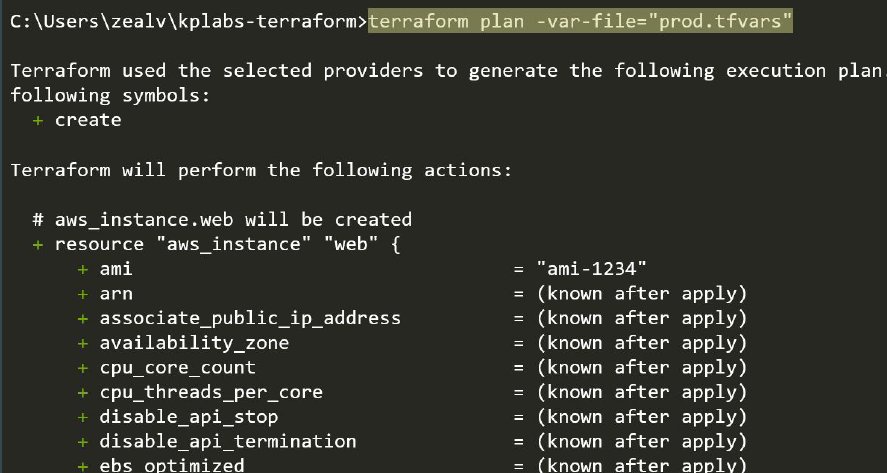 C:\Users\zealv\kplabs-terraform>terraform plan -var-file="prod.tfvars"
Terraform used the selected providers to generate the following execution plan.
following symbols:
+ create
Terraform will perform the following actions:
# aws_instance.web will be created
+ resource "aws_instance" "web" {
+ ami = "ami-1234"
+ arn = (known after apply)
+ associate_public_ip_address = (known after apply)
+ availability_zone = (known after apply)
+ cpu_core_count = (known after apply)
+ cpu_threads_per_core = (known after apply)
+ disable_api_stop = (known after apply)
+ disable_api_termination = (known after apply)
+ ebs_optimized = (known after apply)